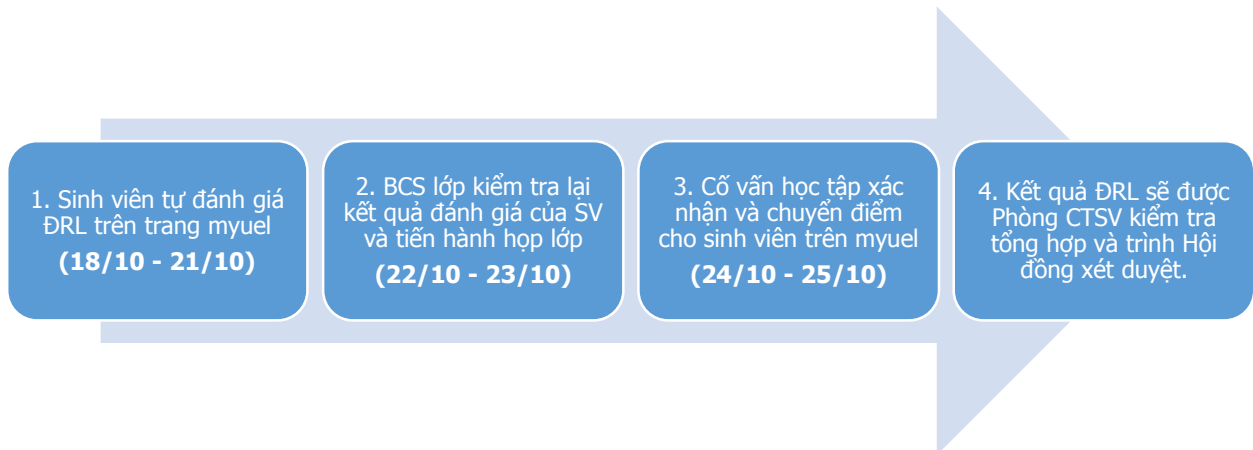 1. Sinh viên tự đánh giá
ĐRL trên trang myuel
(18/10 - 21/10)
2. BCS lớp kiểm tra lại
kết quả đánh giá của SV
và tiến hành họp lớp
(22/10 - 23/10)
3. Cố vấn học tập xác
nhận và chuyển điểm
cho sinh viên trên myuel
(24/10 - 25/10)
4. Kết quả ĐRL sẽ được
Phòng CTSV kiểm tra
tổng hợp và trình Hội
đồng xét duyệt.